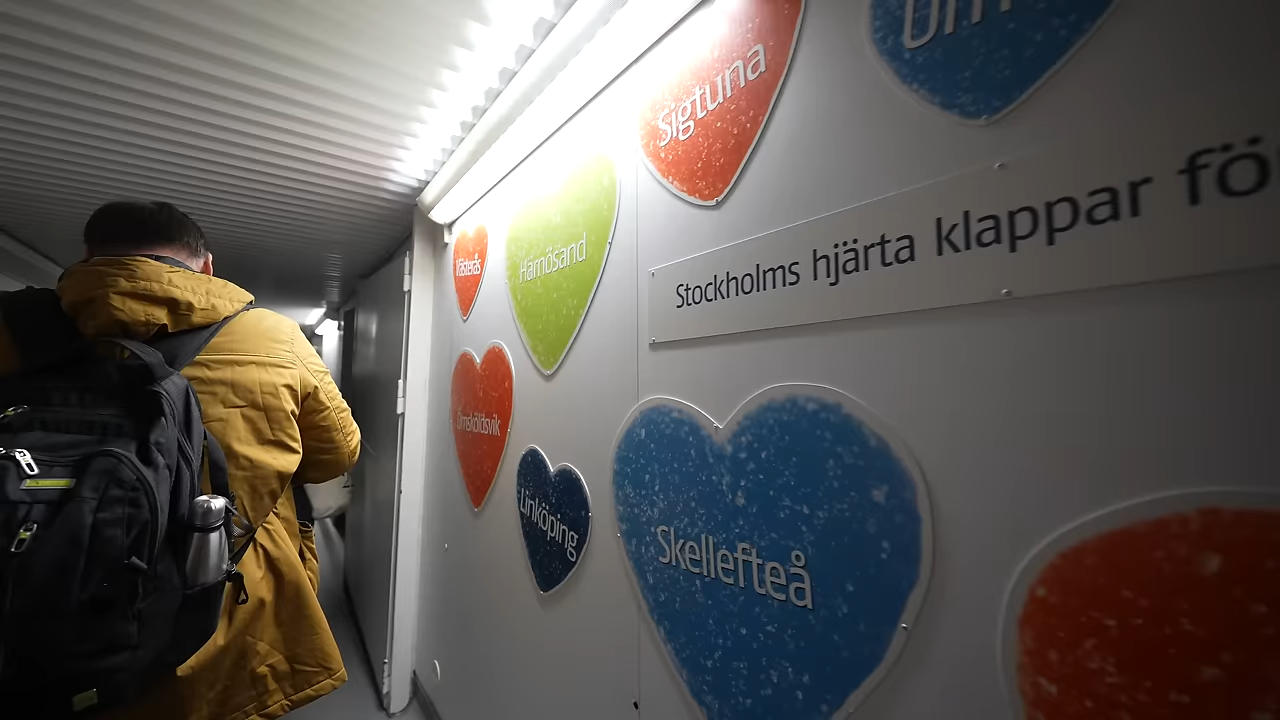 Sigtuna
Västerås
Härnösand
Stockholms hjärta klappar fö
Örnsköldsvik
Linköping
Skellefteå